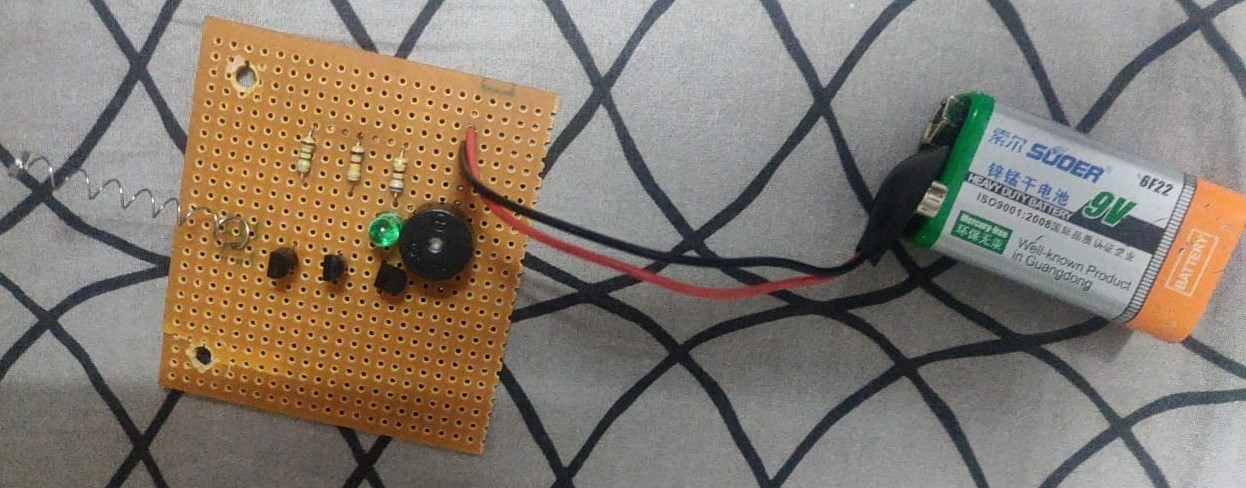 索尔 SUOER
6F22
锌锰干电池
9V
HEAVY DUTY BATTERY
ISO9001:2008国际品质认证企业
Mercury-free
环保无汞
Well-known Product
in Guangdong
BATTERY